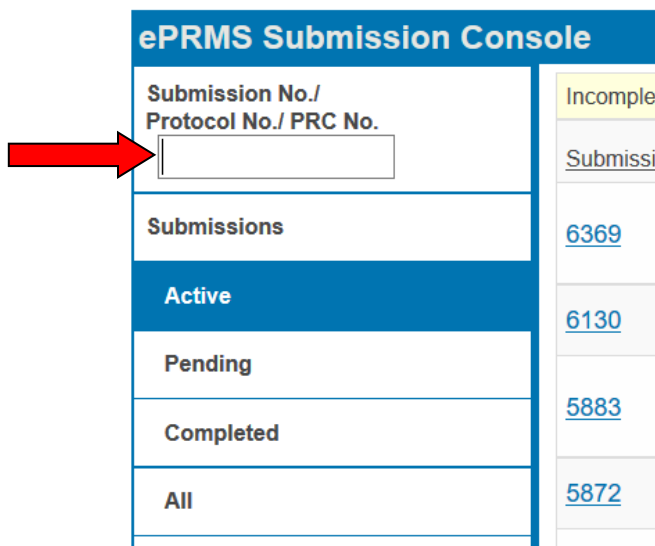 ePRMS Submission Console
Submission No./
Protocol No./ PRC No.
Submissions
Active
Pending
Completed
All
6369
6130
5883
5872